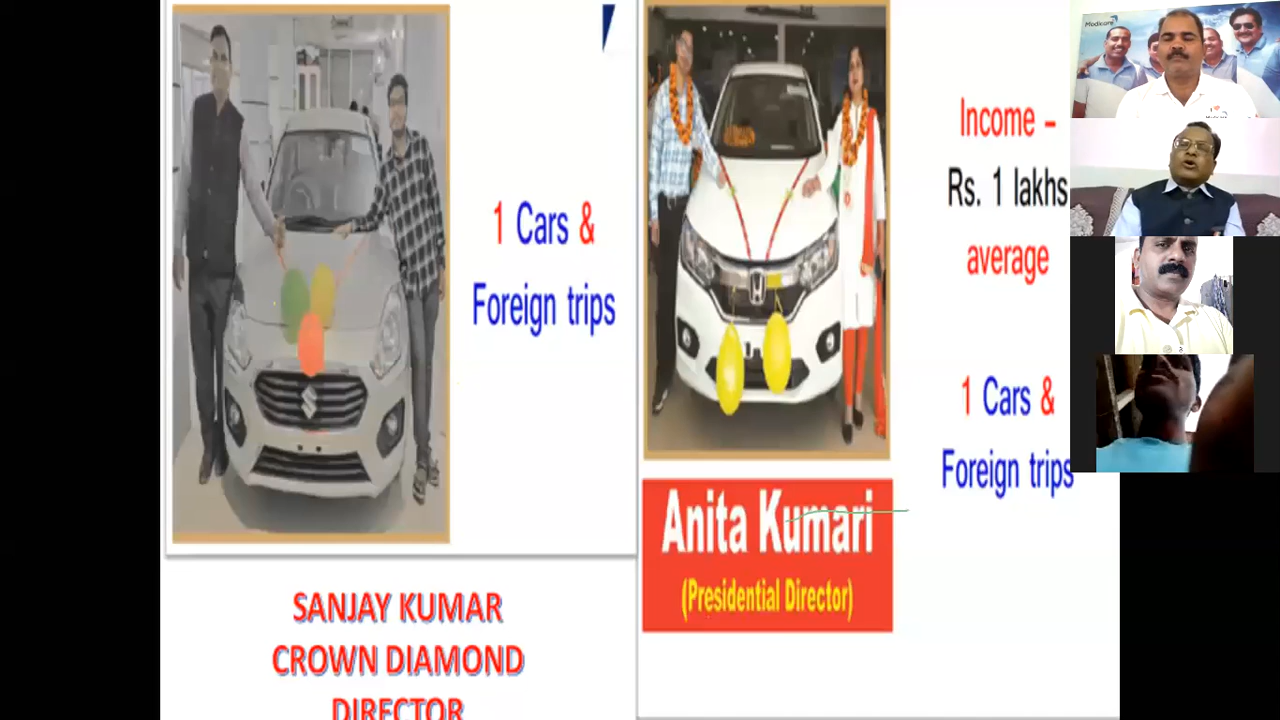 1 Cars &
Foreign trips
SANJAY KUMAR
CROWN DIAMOND
DIRECTOR
Anita Kumari
(Presidential Director)
Income –
Rs. 1 lakhs
average
1 Cars &
Foreign trips
Modicare